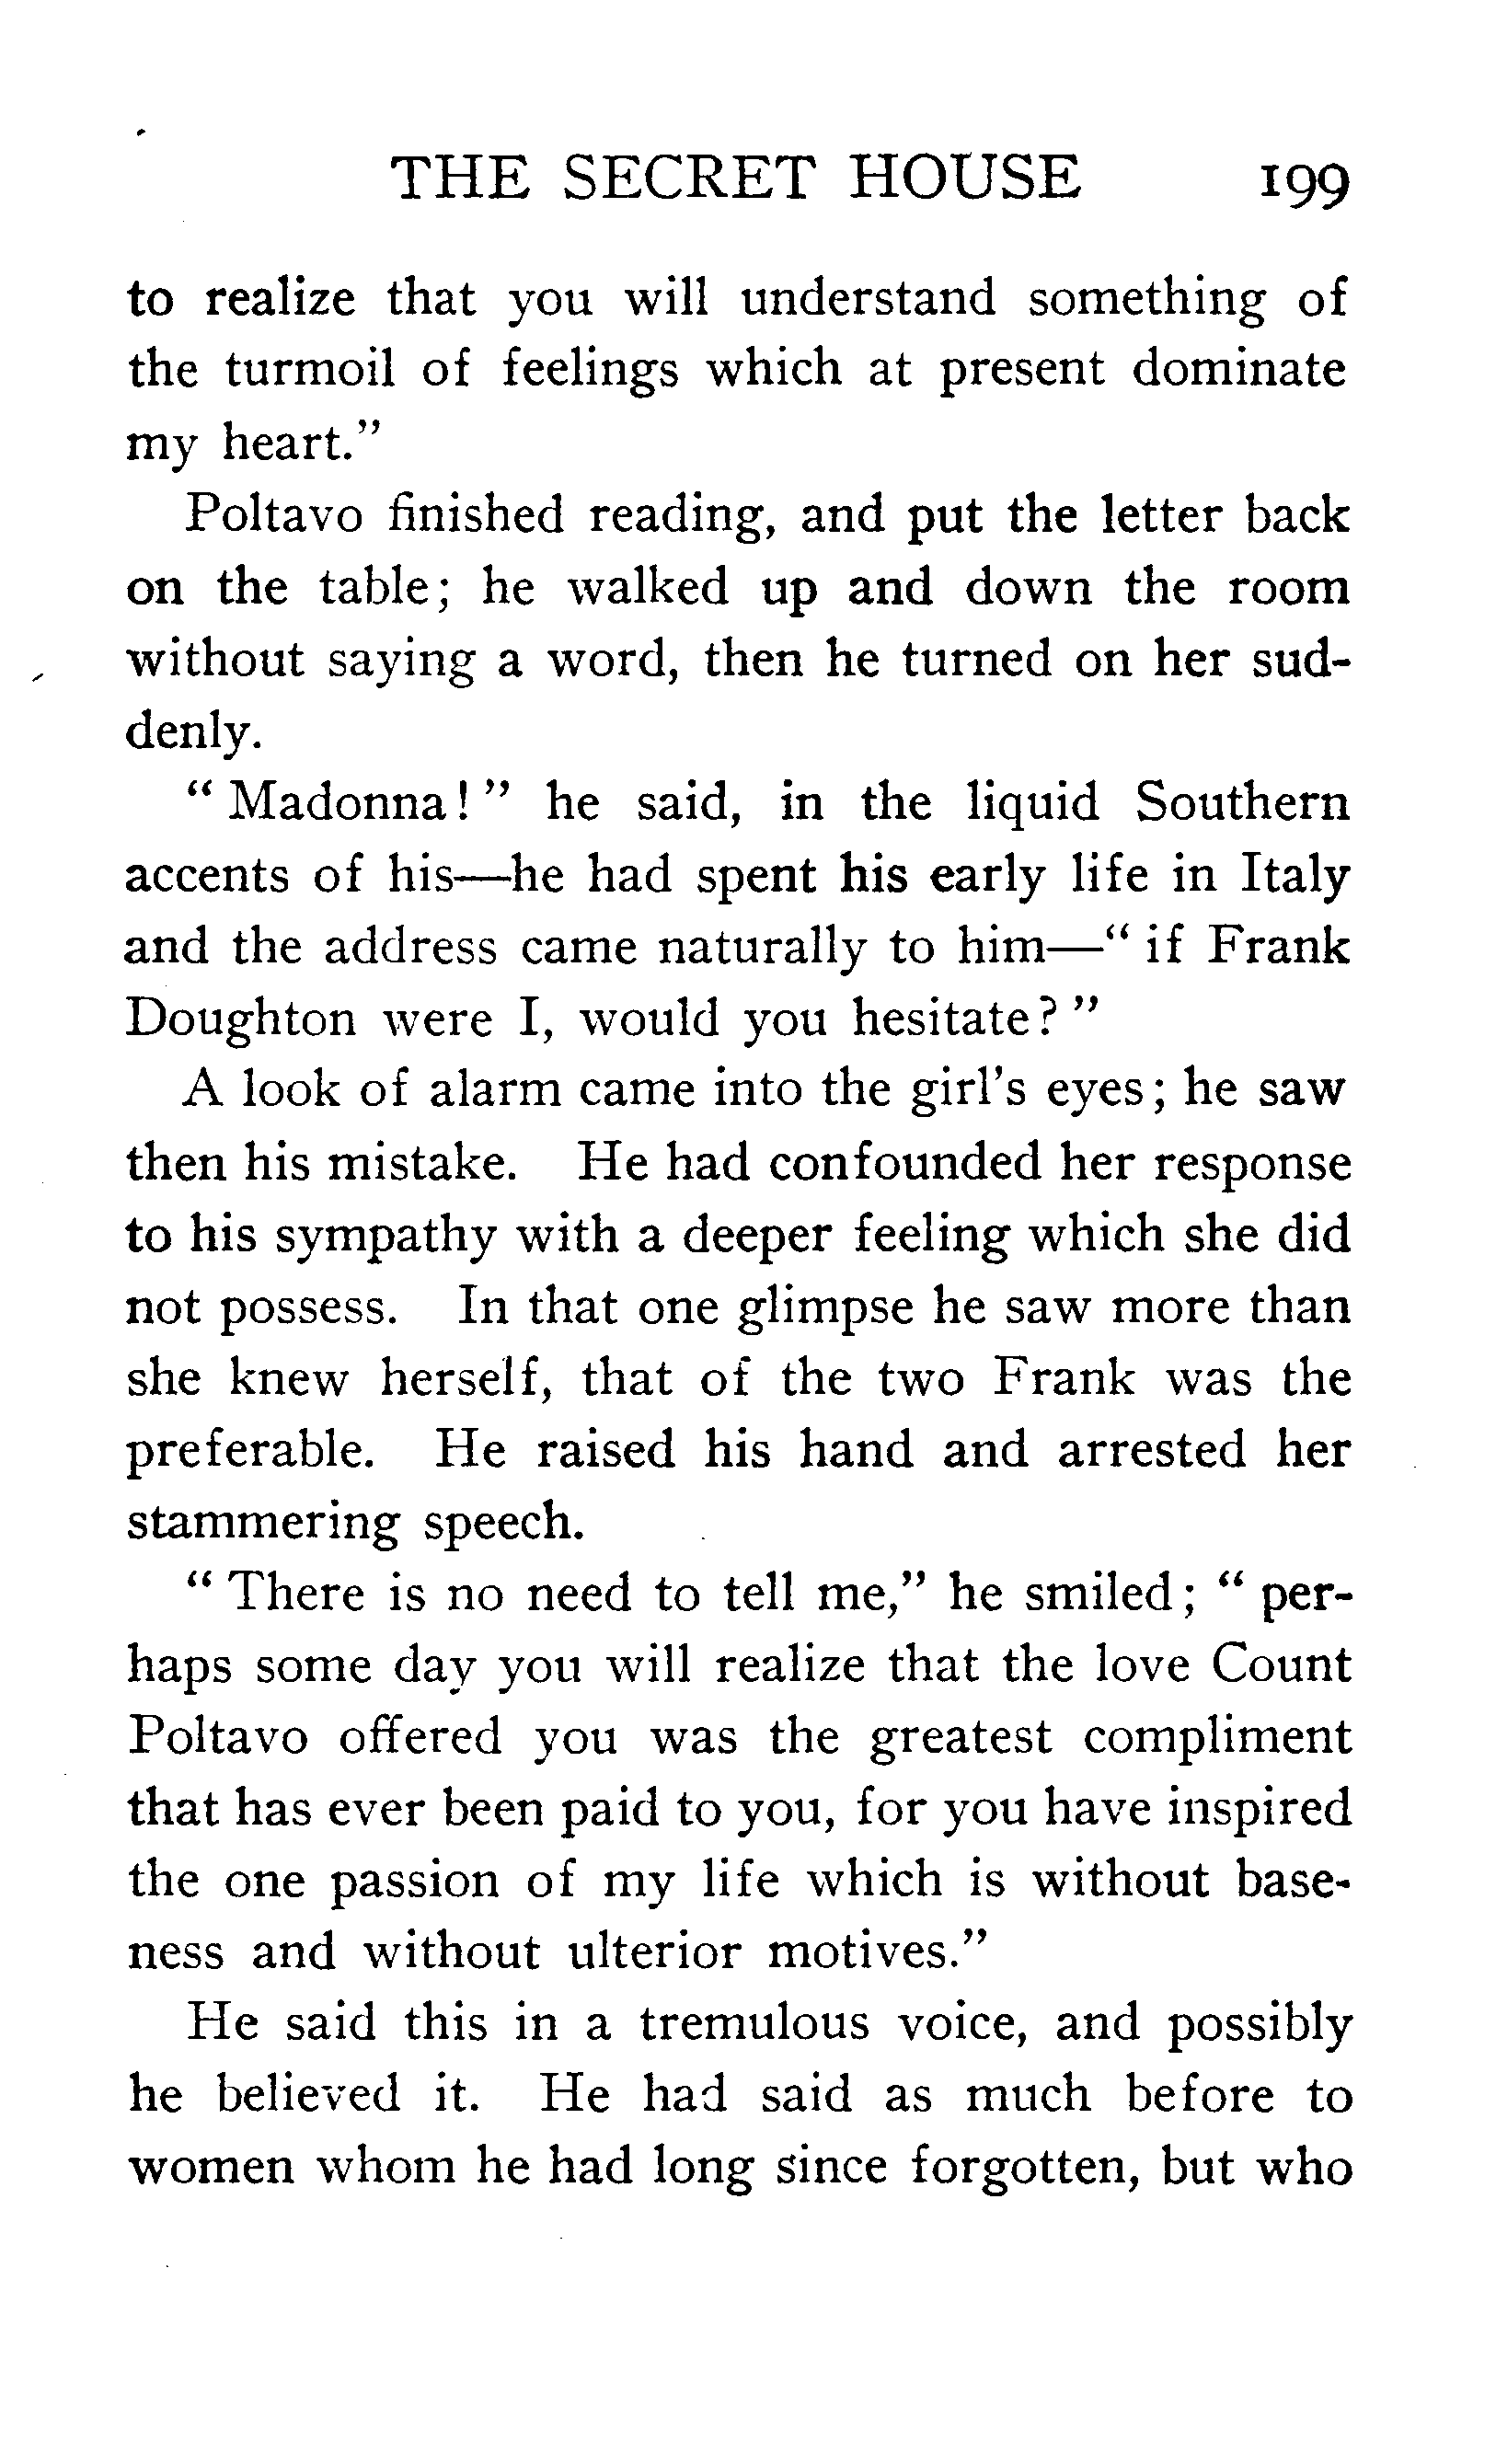 THE SECRET HOUSE 199
to realize that you will understand something of
the turmoil of feelings which at present dominate
my heart."
Poltavo finished reading, and put the letter back
on the table; he walked up and down the room
without saying a word, then he turned on her sud-
denly.
" Madonna! " he said, in the liquid Southern
accents of his—he had spent his early life in Italy
and the address came naturally to him—" if Frank
Doughton were I, would you hesitate? "
A look of alarm came into the girl's eyes; he saw
then his mistake. He had confounded her response
to his sympathy with a deeper feeling which she did
not possess. In that one glimpse he saw more than
she knew herself, that of the two Frank was the
preferable. He raised his hand and arrested her
stammering speech.
" There is no need to tell me," he smiled; " per-
haps some day you will realize that the love Count
Poltavo offered you was the greatest compliment
that has ever been paid to you, for you have inspired
the one passion of my life which is without base-
ness and without ulterior motives."
He said this in a tremulous voice, and possibly
he believed it. He had said as much before to
women whom he had long since forgotten, but who